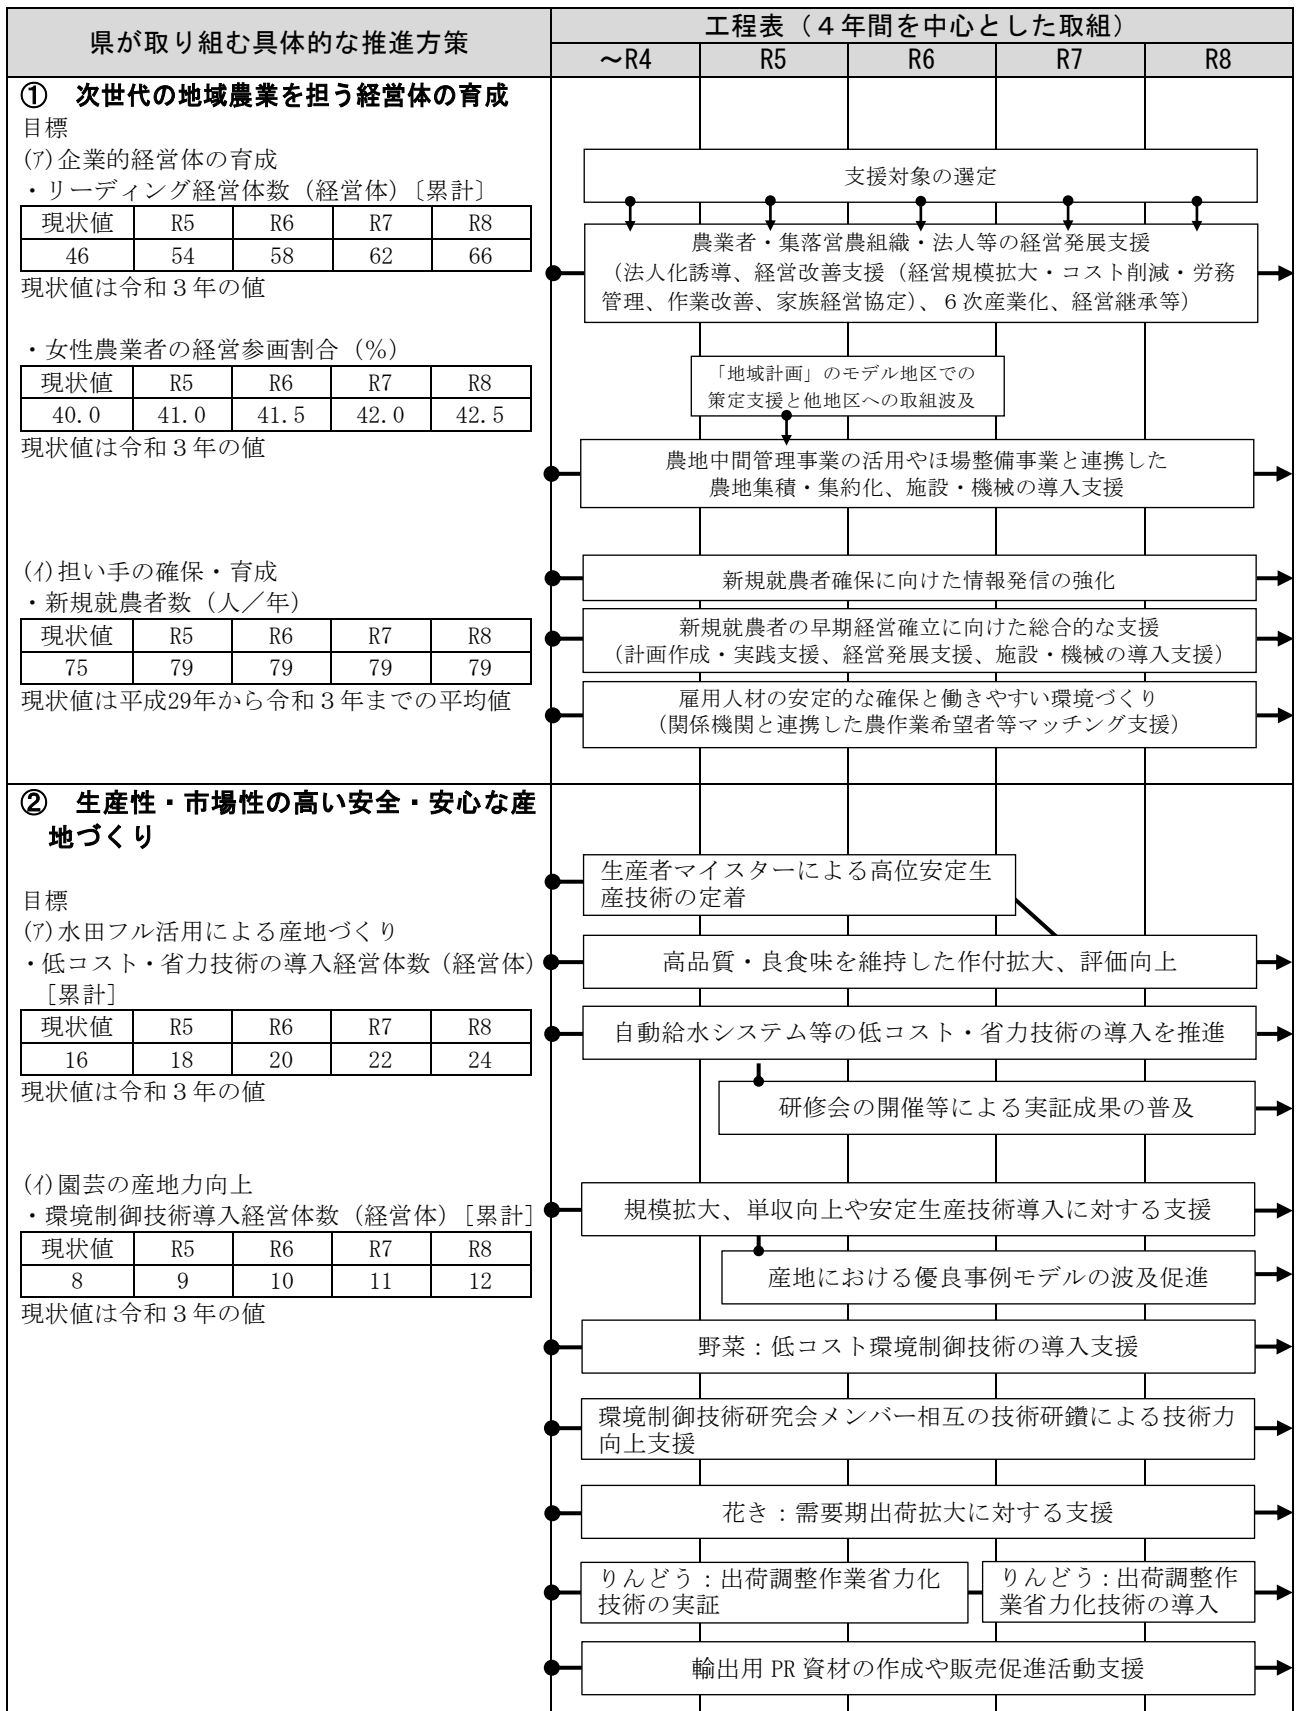 県が取り組む具体的な推進方策
工程表（４年間を中心とした取組）
～R4 R5 R6 R7 R8
① 次世代の地域農業を担う経営体の育成
目標
(ｱ)企業的経営体の育成
・リーディング経営体数（経営体）〔累計〕
現状値 R5 R6 R7 R8
46 54 58 62 66
現状値は令和３年の値
・女性農業者の経営参画割合（％）
現状値 R5 R6 R7 R8
40.0 41.0 41.5 42.0 42.5
現状値は令和３年の値
(ｲ)担い手の確保・育成
・新規就農者数（人／年）
現状値 R5 R6 R7 R8
75 79 79 79 79
現状値は平成29年から令和３年までの平均値
支援対象の選定
農業者・集落営農組織・法人等の経営発展支援
（法人化誘導、経営改善支援（経営規模拡大・コスト削減・労務
管理、作業改善、家族経営協定）、６次産業化、経営継承等）
「地域計画」のモデル地区での
策定支援と他地区への取組波及
農地中間管理事業の活用やほ場整備事業と連携した
農地集積・集約化、施設・機械の導入支援
新規就農者確保に向けた情報発信の強化
新規就農者の早期経営確立に向けた総合的な支援
（計画作成・実践支援、経営発展支援、施設・機械の導入支援）
雇用人材の安定的な確保と働きやすい環境づくり
（関係機関と連携した農作業希望者等マッチング支援）
② 生産性・市場性の高い安全・安心な産
地づくり
目標
(ｱ)水田フル活用による産地づくり
・低コスト・省力技術の導入経営体数（経営体）
［累計］
現状値 R5 R6 R7 R8
16 18 20 22 24
現状値は令和３年の値
(ｲ)園芸の産地力向上
・環境制御技術導入経営体数（経営体）［累計］
現状値 R5 R6 R7 R8
8 9 10 11 12
現状値は令和３年の値
生産者マイスターによる高位安定生
産技術の定着
高品質・良食味を維持した作付拡大、評価向上
自動給水システム等の低コスト・省力技術の導入を推進
研修会の開催等による実証成果の普及
規模拡大、単収向上や安定生産技術導入に対する支援
産地における優良事例モデルの波及促進
野菜：低コスト環境制御技術の導入支援
環境制御技術研究会メンバー相互の技術研鑽による技術力
向上支援
花き：需要期出荷拡大に対する支援
りんどう：出荷調整作業省力化
技術の実証
りんどう：出荷調整作
業省力化技術の導入
輸出用 PR 資材の作成や販売促進活動支援